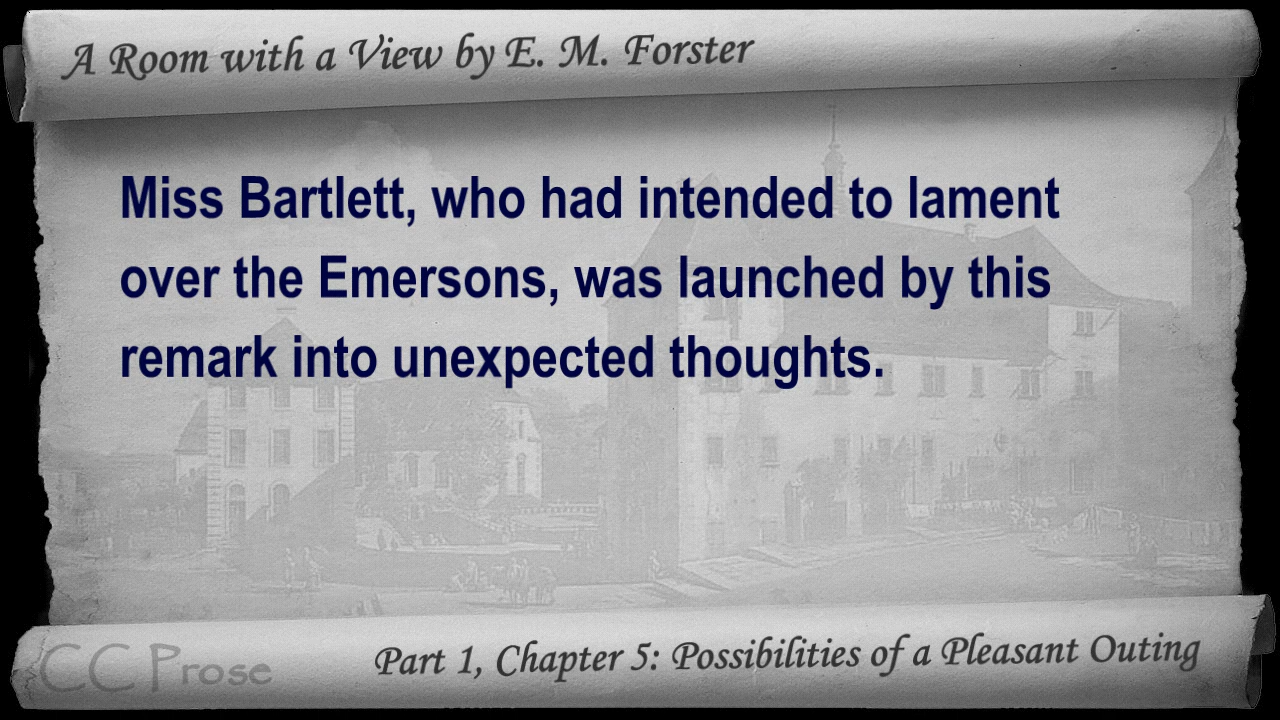 A Room with a View by E. M. Forster
Miss Bartlett, who had intended to lament
over the Emersons, was launched by this
remark into unexpected thoughts.
CC Prose
Part 1, Chapter 5: Possibilities of a Pleasant Outing